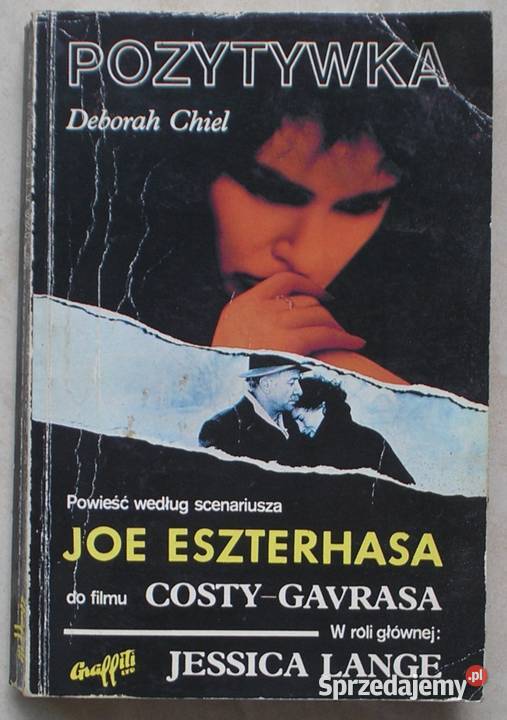 POZYTYWKA
Deborah Chiel
Powieść według scenariusza
JOE ESZTERHASA
do filmu COSTY-GAVRASA
W roli głównej:
Graffiti LTD JESSICA LANGE
Sprzedajemy.pl